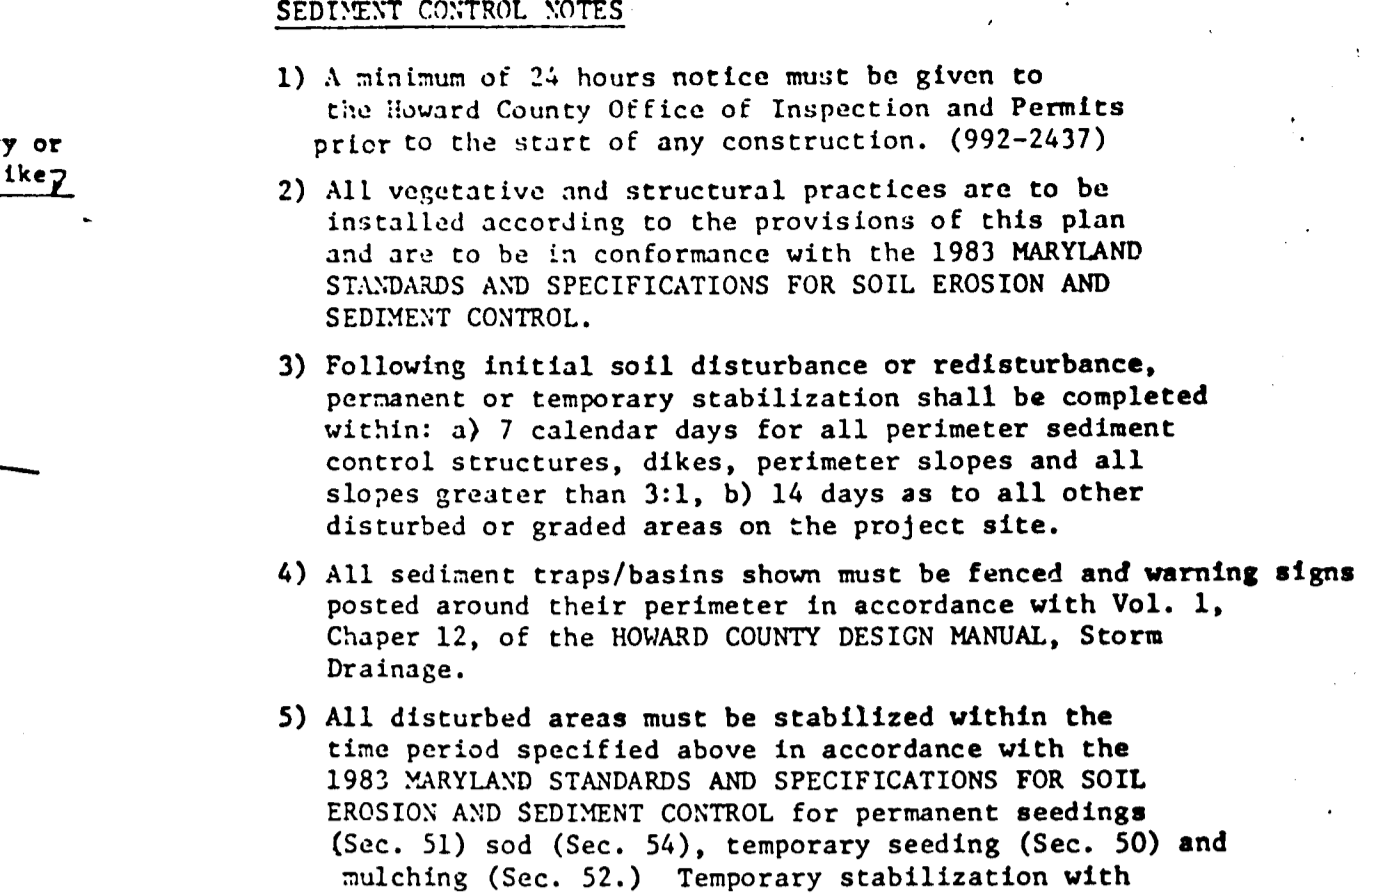 SEDIMENT CONTROL NOTES
1) A minimum of 24 hours notice must be given to
the Howard County Office of Inspection and Permits
prior to the start of any construction. (992-2437)
y or
ike7
2) All vegetative and structural practices are to be
installed according to the provisions of this plan
and are to be in conformance with the 1983 MARYLAND
STANDARDS AND SPECIFICATIONS FOR SOIL EROSION AND
SEDIMENT CONTROL.
3) Following initial soil disturbance or redisturbance,
permanent or temporary stabilization shall be completed
within: a) 7 calendar days for all perimeter sediment
control structures, dikes, perimeter slopes and all
slopes greater than 3:1, b) 14 days as to all other
disturbed or graded areas on the project site.
4) All sediment traps/basins shown must be fenced and warning signs
posted around their perimeter in accordance with Vol. 1,
Chaper 12, of the HOWARD COUNTY DESIGN MANUAL, Storm
Drainage.
5) All disturbed areas must be stabilized within the
time period specified above in accordance with the
1983 MARYLAND STANDARDS AND SPECIFICATIONS FOR SOIL
EROSION AND SEDIMENT CONTROL for permanent seedings
(Sec. 51) sod (Sec. 54), temporary seeding (Sec. 50) and
mulching (Sec. 52.) Temporary stabilization with